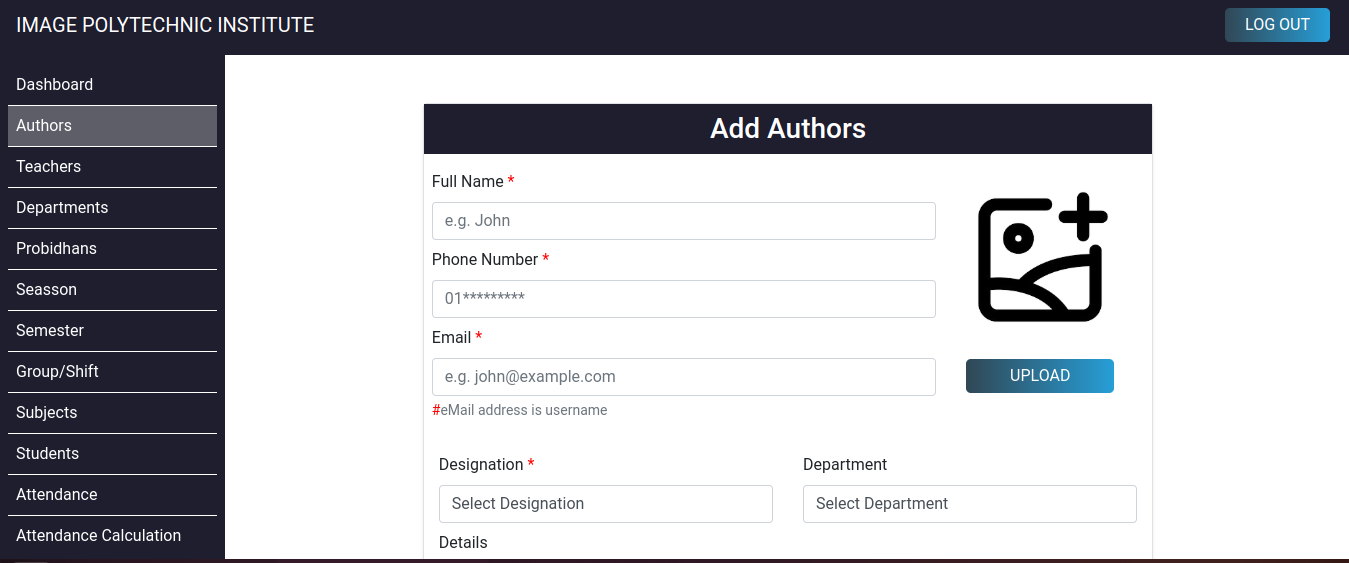 IMAGE POLYTECHNIC INSTITUTE
LOG OUT
Dashboard
Authors
Teachers
Departments
Probidhans
Seasson
Semester
Group/Shift
Subjects
Students
Attendance
Attendance Calculation
Add Authors
Full Name *
e.g. John
Phone Number *
01*********
Email *
e.g. john@example.com
#eMail address is username
UPLOAD
Designation *
Select Designation
Department
Select Department
Details